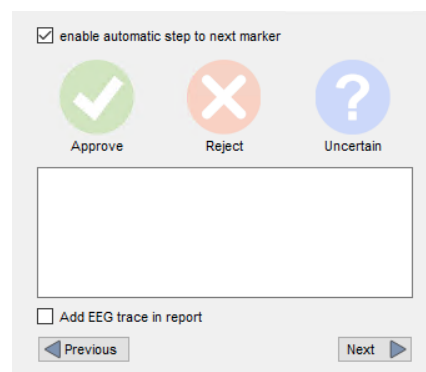 enable automatic step to next marker
?
Approve Reject Uncertain
Add EEG trace in report
Previous Next